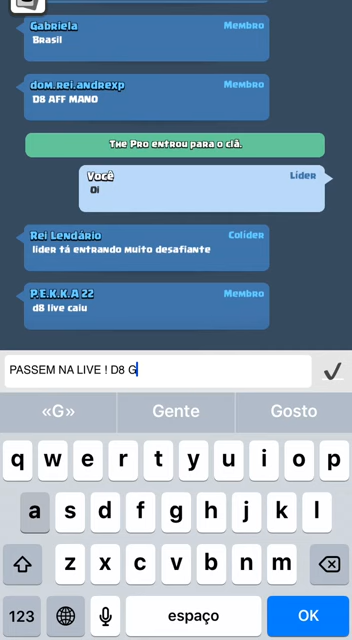 Gabriela Membro
Brasil
dom.rei.andrexp Membro
D8 AFF MANO
The Pro entrou para o clã.
Você Líder
Oi
Rei Lendário Colíder
lider tá entrando muito desafiante
P.E.K.K.A 22 Membro
d8 live caiu
PASSEM NA LIVE ! D8 G
«G» Gente Gosto
q w e r t y u i o p
a s d f g h j k l
z x c v b n m
123 espaço OK